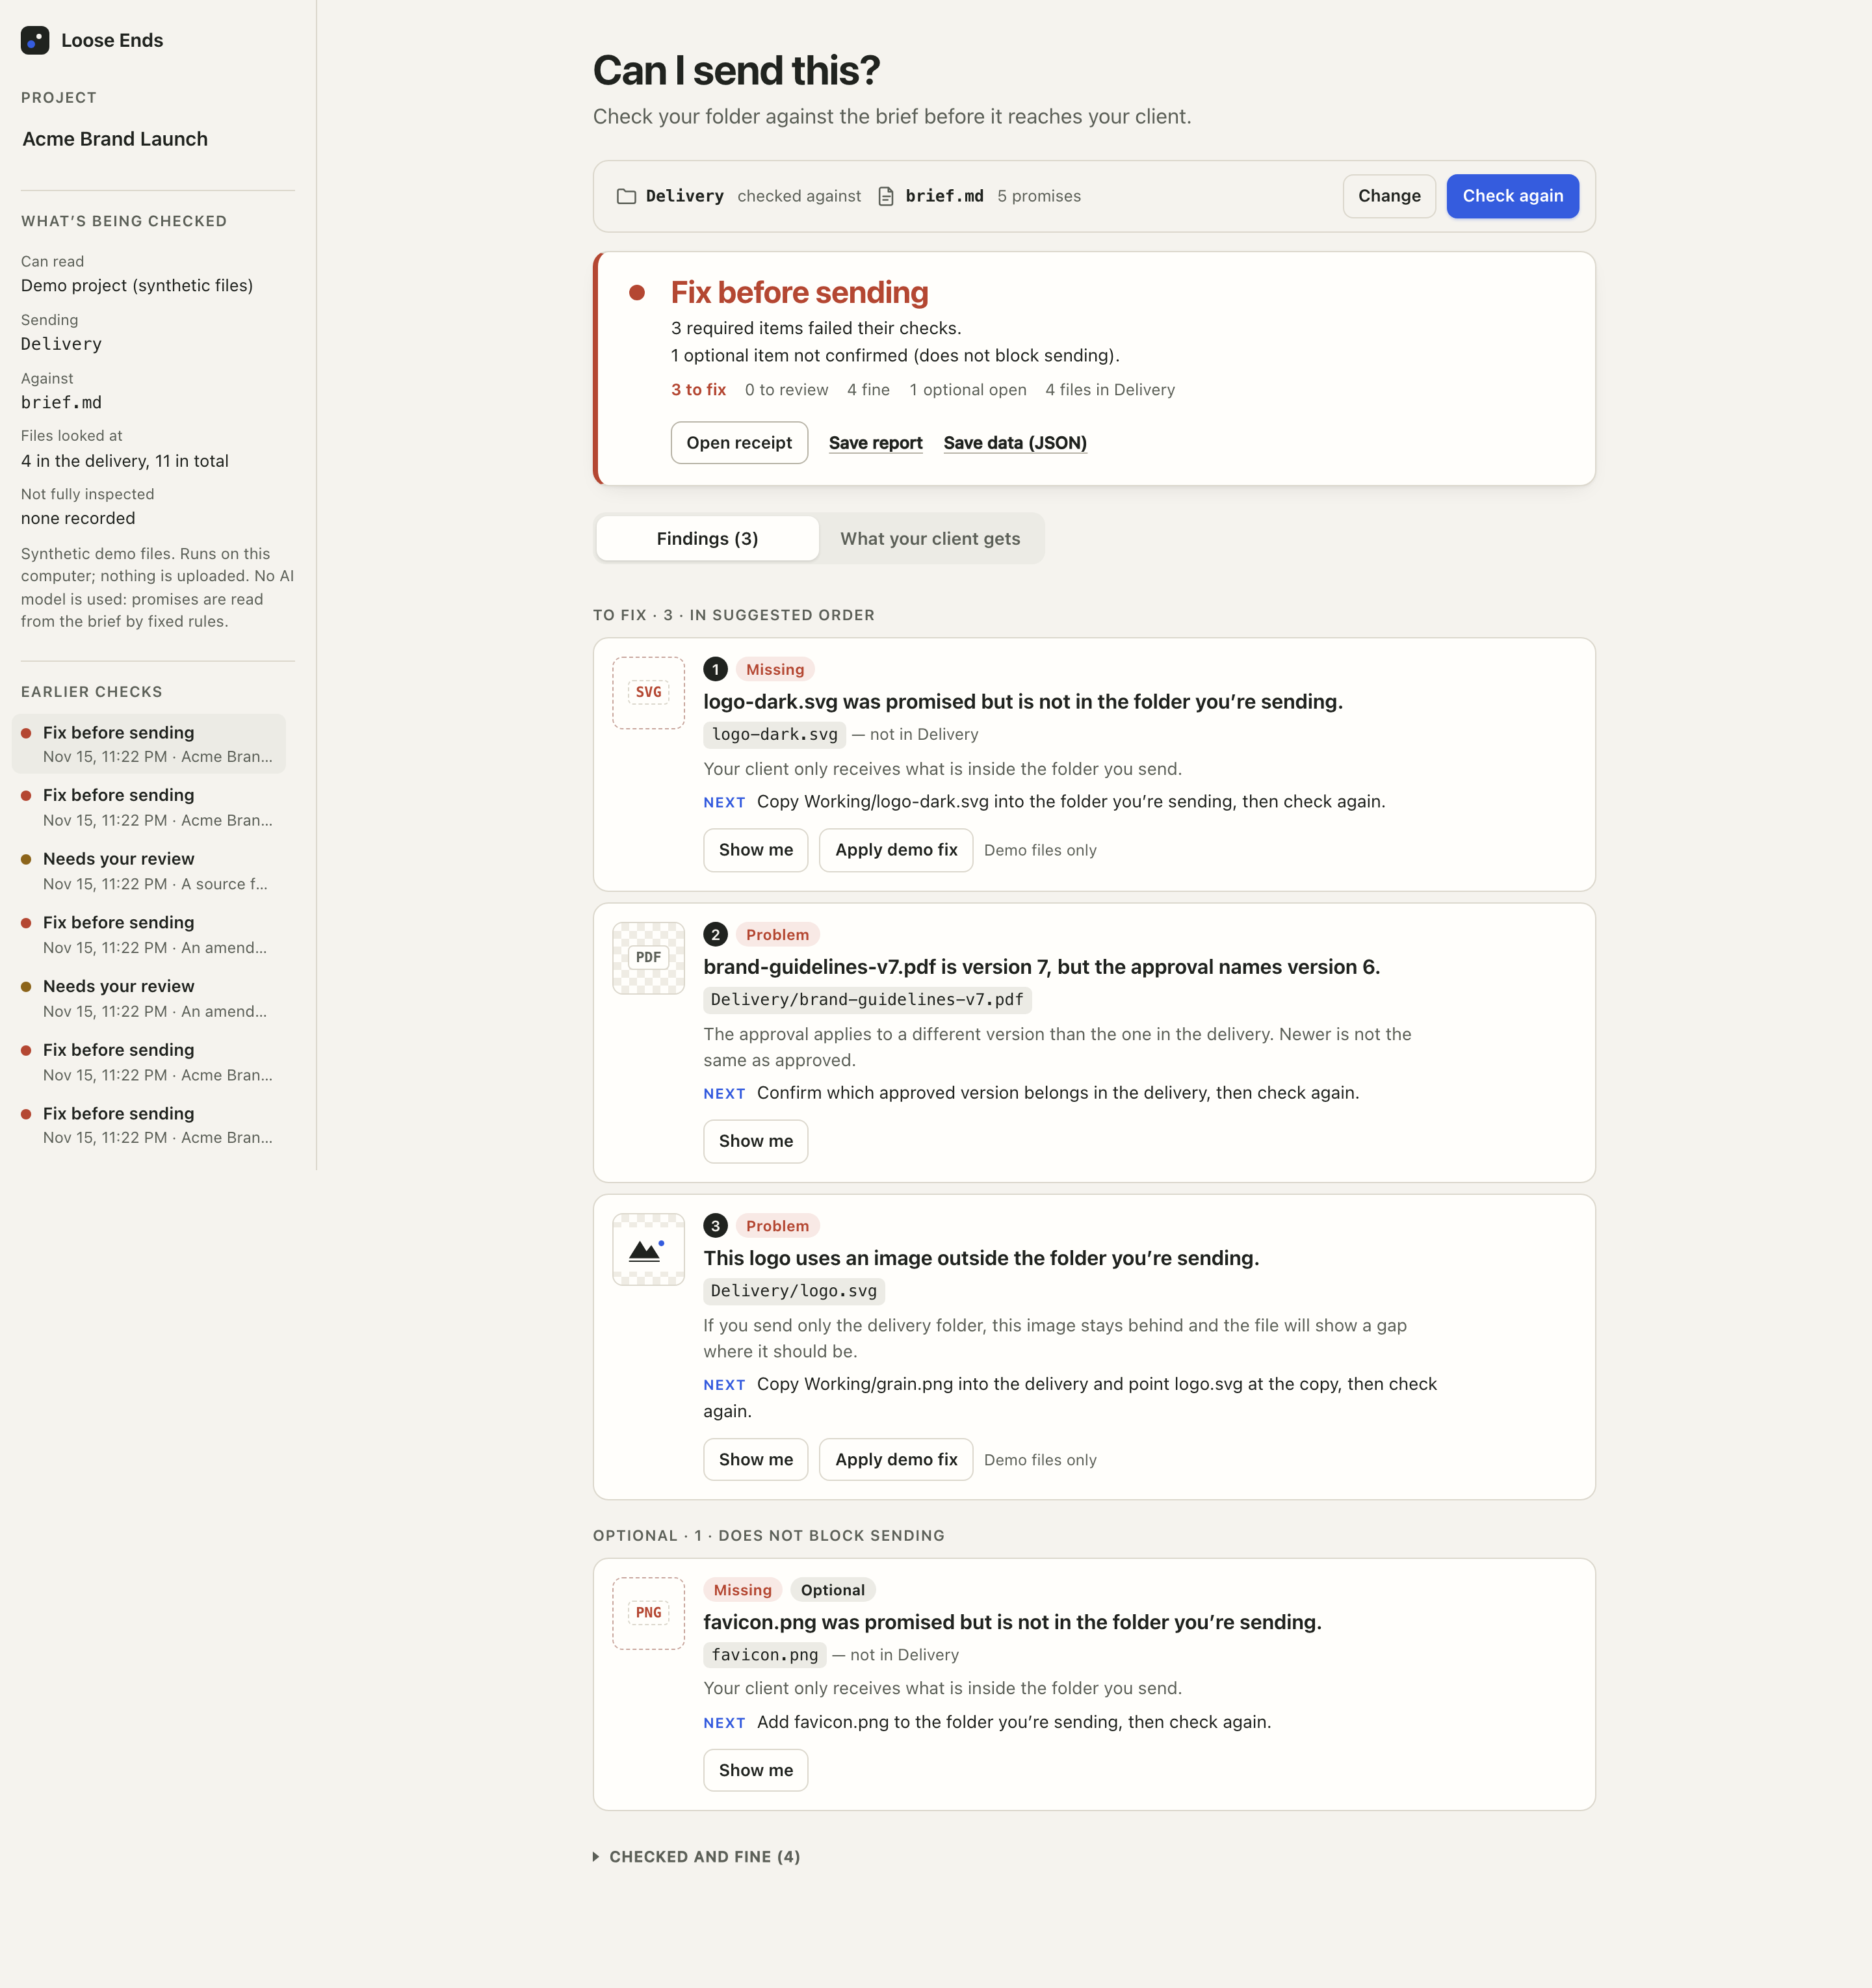 Loose Ends
PROJECT
Acme Brand Launch
WHAT’S BEING CHECKED
Can read
Demo project (synthetic files)
Sending
Delivery
Against
brief.md
Files looked at
4 in the delivery, 11 in total
Not fully inspected
none recorded
Synthetic demo files. Runs on this
computer; nothing is uploaded. No AI
model is used: promises are read
from the brief by fixed rules.
EARLIER CHECKS
Fix before sending
Nov 15, 11:22 PM · Acme Bran...
Fix before sending
Nov 15, 11:22 PM · Acme Bran...
Needs your review
Nov 15, 11:22 PM · A source f...
Fix before sending
Nov 15, 11:22 PM · An amend...
Needs your review
Nov 15, 11:22 PM · An amend...
Fix before sending
Nov 15, 11:22 PM · Acme Bran...
Fix before sending
Nov 15, 11:22 PM · Acme Bran...
Can I send this?
Check your folder against the brief before it reaches your client.
Delivery checked against brief.md 5 promises Change Check again
Fix before sending
3 required items failed their checks.
1 optional item not confirmed (does not block sending).
3 to fix 0 to review 4 fine 1 optional open 4 files in Delivery
Open receipt Save report Save data (JSON)
Findings (3) What your client gets
TO FIX · 3 · IN SUGGESTED ORDER
SVG
1 Missing
logo-dark.svg was promised but is not in the folder you’re sending.
logo-dark.svg — not in Delivery
Your client only receives what is inside the folder you send.
NEXT Copy Working/logo-dark.svg into the folder you’re sending, then check again.
Show me Apply demo fix Demo files only
PDF
2 Problem
brand-guidelines-v7.pdf is version 7, but the approval names version 6.
Delivery/brand-guidelines-v7.pdf
The approval applies to a different version than the one in the delivery. Newer is not the
same as approved.
NEXT Confirm which approved version belongs in the delivery, then check again.
Show me
3 Problem
This logo uses an image outside the folder you’re sending.
Delivery/logo.svg
If you send only the delivery folder, this image stays behind and the file will show a gap
where it should be.
NEXT Copy Working/grain.png into the delivery and point logo.svg at the copy, then check
again.
Show me Apply demo fix Demo files only
OPTIONAL · 1 · DOES NOT BLOCK SENDING
PNG
Missing Optional
favicon.png was promised but is not in the folder you’re sending.
favicon.png — not in Delivery
Your client only receives what is inside the folder you send.
NEXT Add favicon.png to the folder you’re sending, then check again.
Show me
CHECKED AND FINE (4)